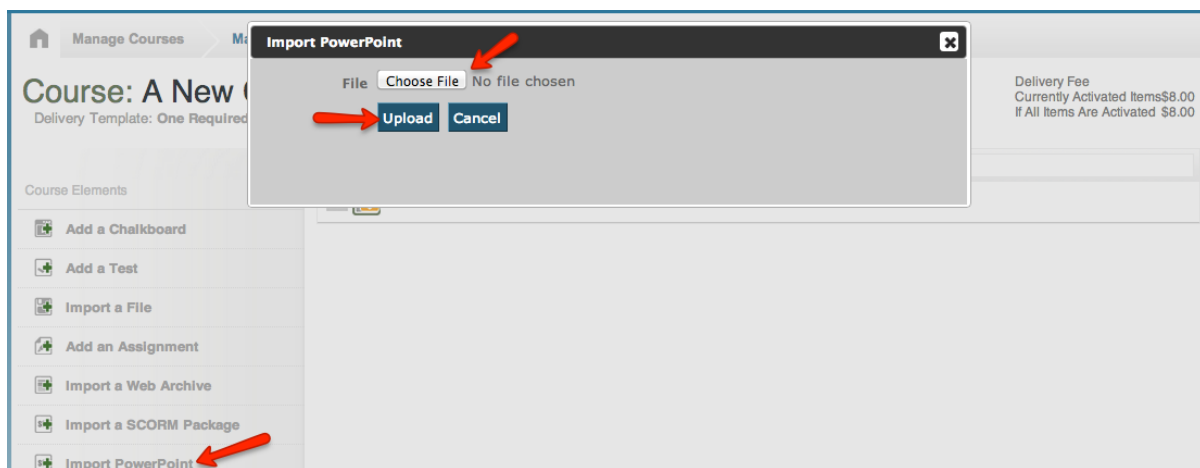 Manage Courses
Import PowerPoint
File Choose File No file chosen
Upload Cancel
Course: A New
Delivery Template: One Required
Delivery Fee
Currently Activated Items$8.00
If All Items Are Activated $8.00
Course Elements
Add a Chalkboard
Add a Test
Import a File
Add an Assignment
Import a Web Archive
Import a SCORM Package
Import PowerPoint